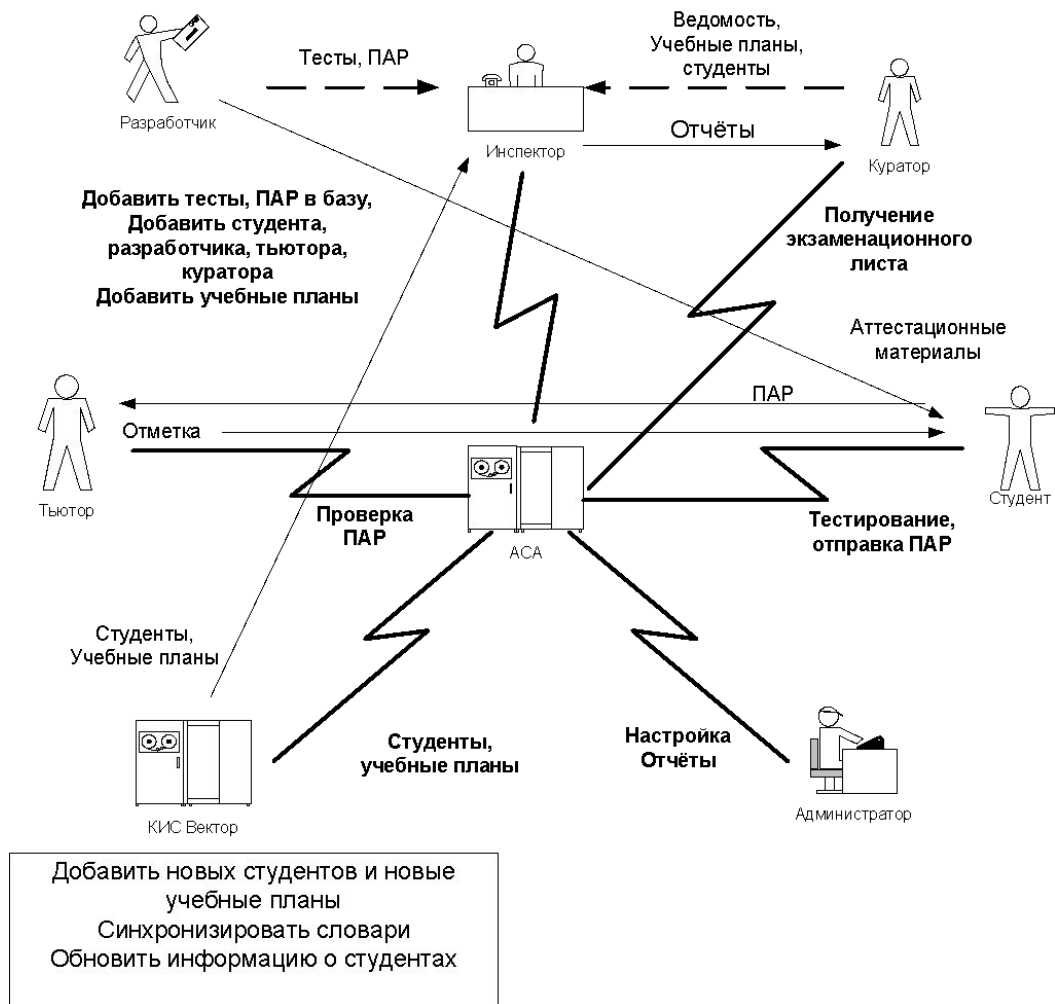 Ведомость,
Учебные планы,
студенты
Тесты, ПАР
Разработчик
Инспектор
Отчёты
Куратор
Добавить тесты, ПАР в базу,
Добавить студента,
разработчика, тьютора,
куратора
Добавить учебные планы
Получение
экзаменационного
листа
Аттестационные
материалы
ПАР
Отметка
Тьютор
Студент
Проверка
ПАР
АСА
Тестирование,
отправка ПАР
Студенты,
Учебные планы
Студенты,
учебные планы
Настройка
Отчёты
КИС Вектор
Администратор
Добавить новых студентов и новые
учебные планы
Синхронизировать словари
Обновить информацию о студентах